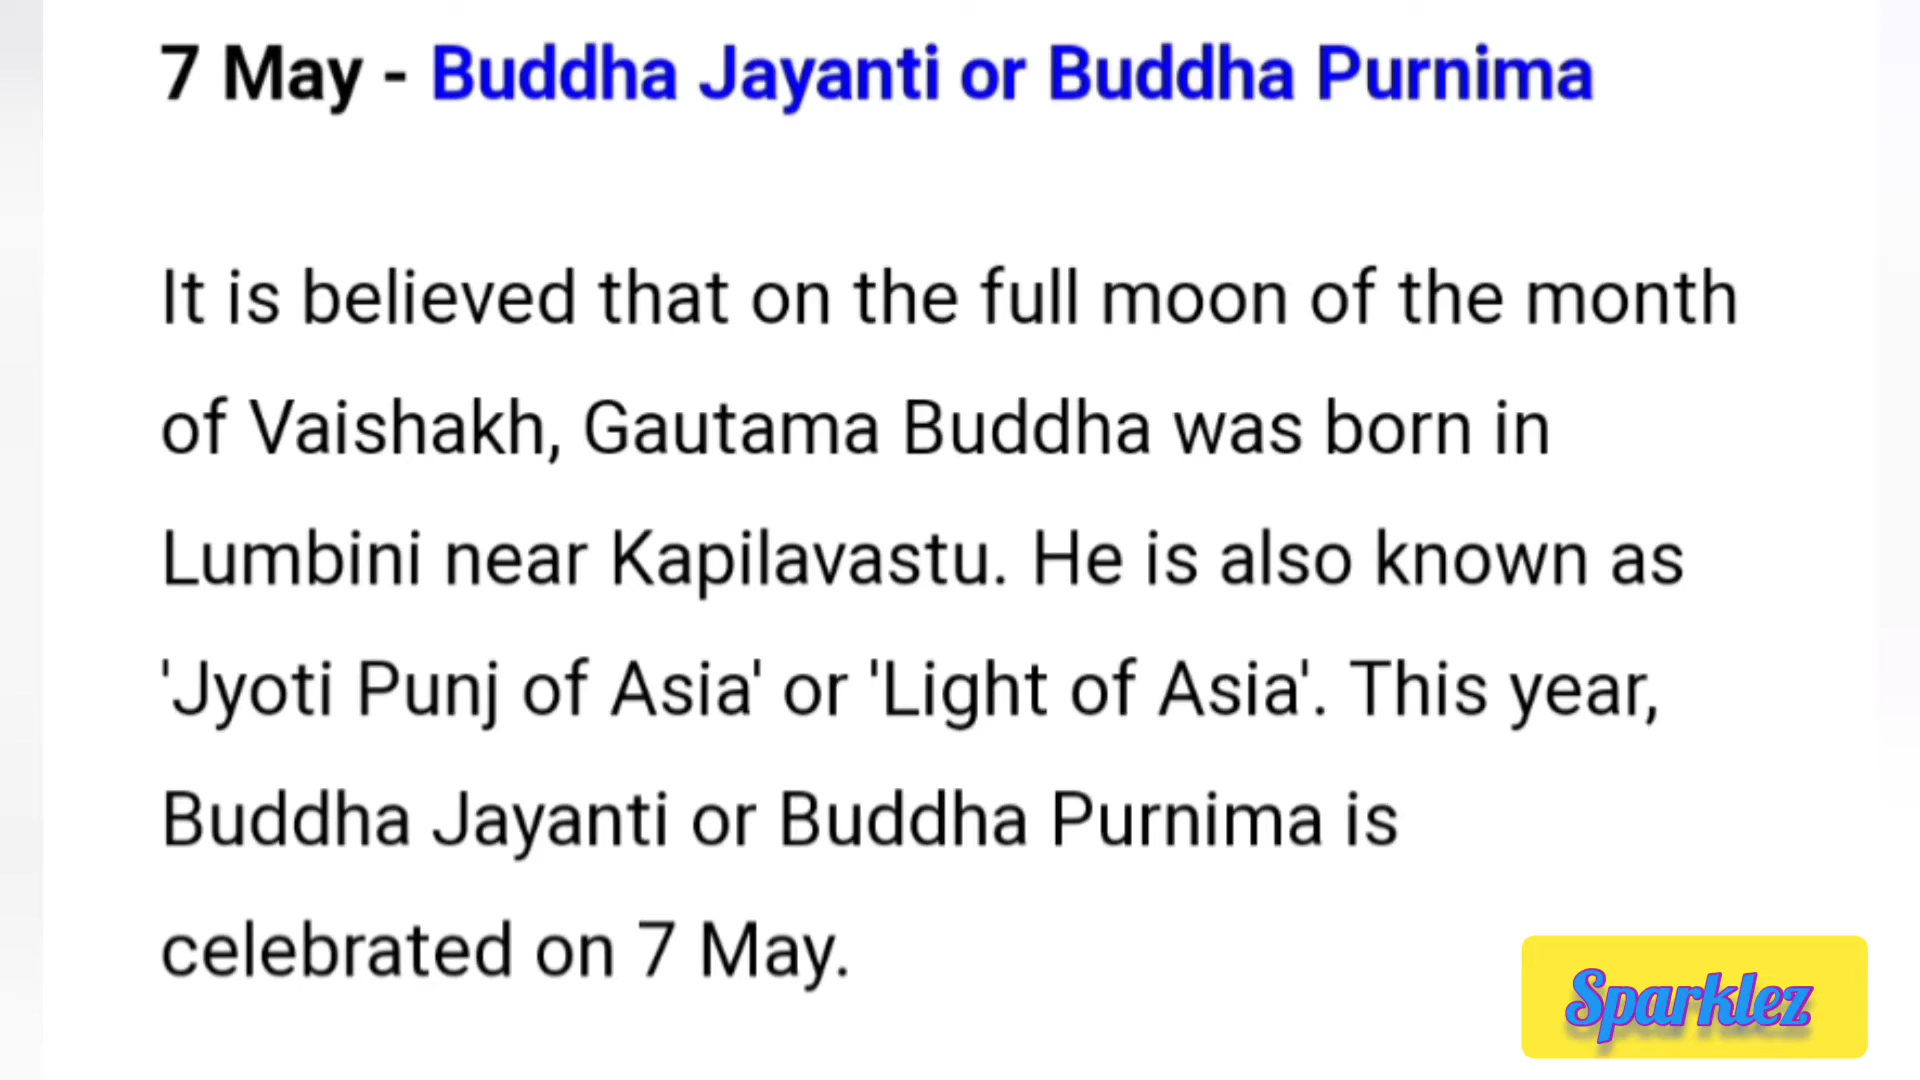 7 May - Buddha Jayanti or Buddha Purnima
It is believed that on the full moon of the month
of Vaishakh, Gautama Buddha was born in
Lumbini near Kapilavastu. He is also known as
'Jyoti Punj of Asia' or 'Light of Asia'. This year,
Buddha Jayanti or Buddha Purnima is
celebrated on 7 May.
Sparklez